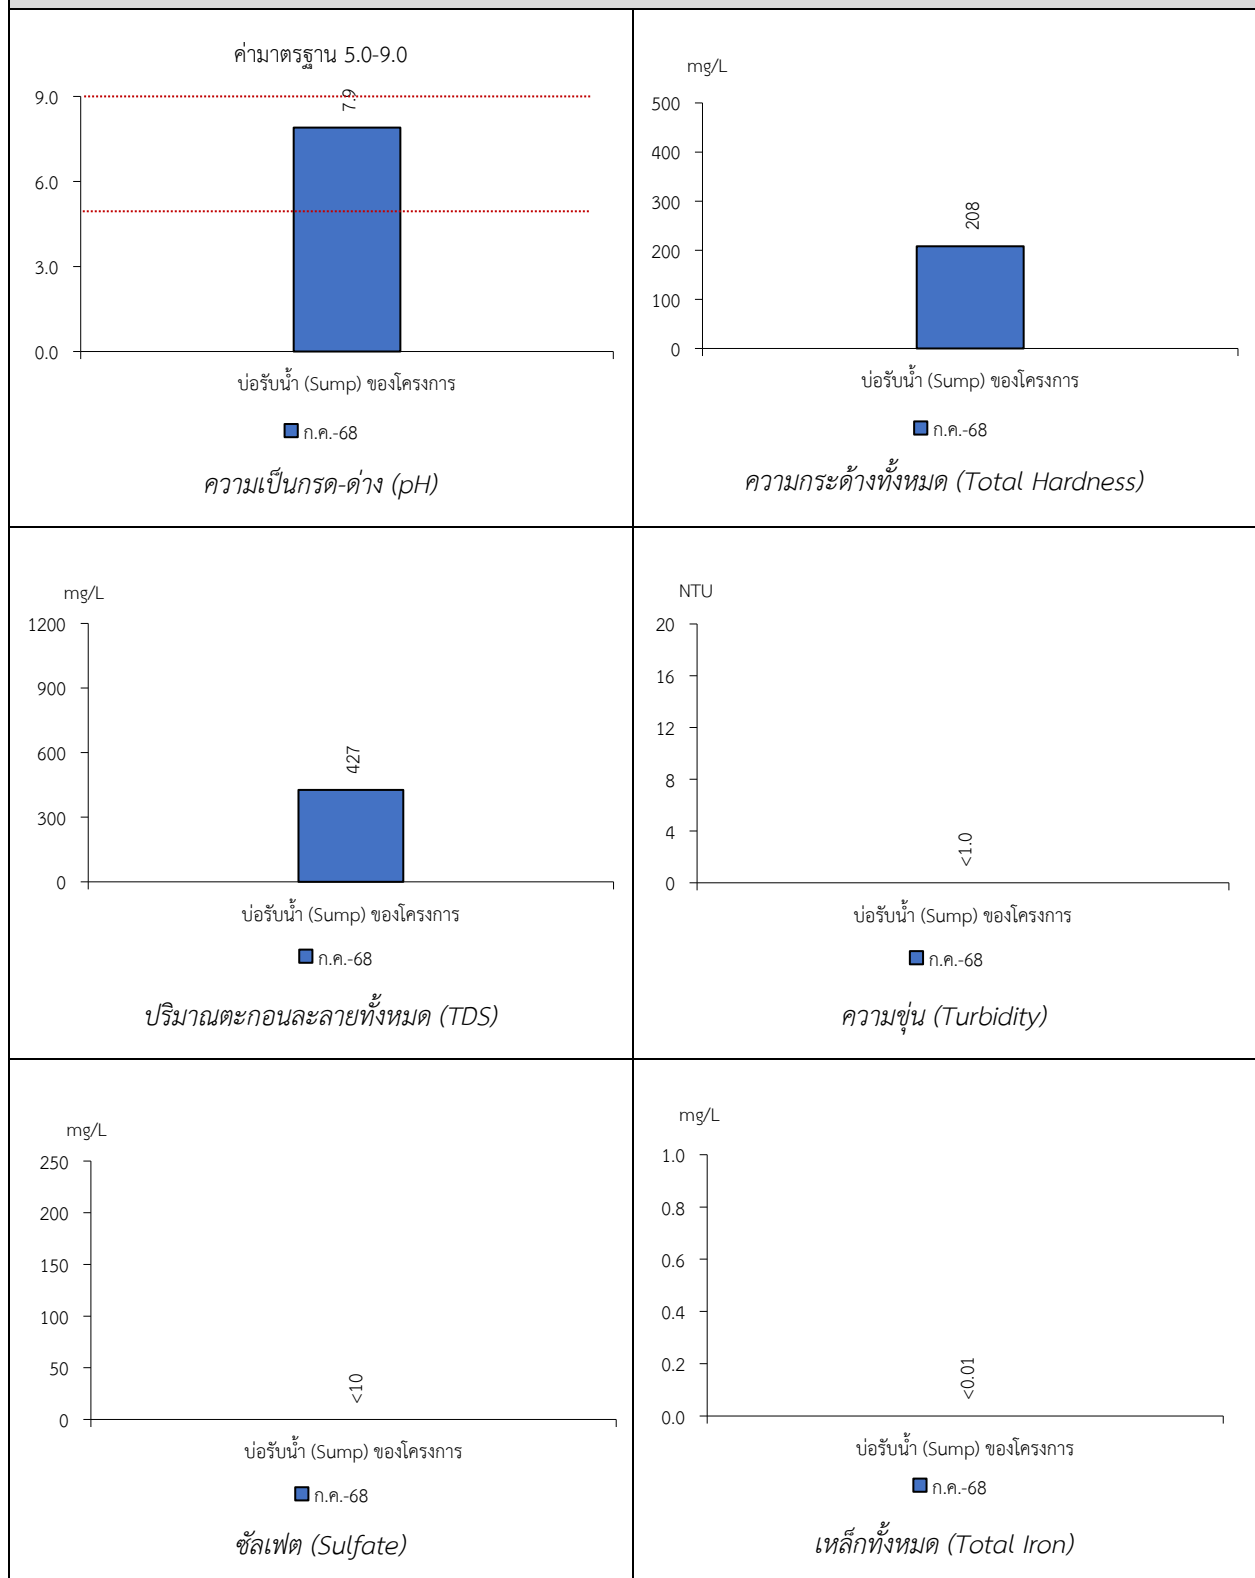 ค่ามาตรฐาน 5.0-9.0
9.0
6.0
3.0
0.0
7.9
บ่อรับน้ำ (Sump) ของโครงการ
ก.ค.-68
ความเป็นกรด-ด่าง (pH)
mg/L
500
400
300
200
100
0
208
บ่อรับน้ำ (Sump) ของโครงการ
ก.ค.-68
ความกระด้างทั้งหมด (Total Hardness)
mg/L
1200
900
600
300
0
427
บ่อรับน้ำ (Sump) ของโครงการ
ก.ค.-68
ปริมาณตะกอนละลายทั้งหมด (TDS)
NTU
20
16
12
8
4
0
<1.0
บ่อรับน้ำ (Sump) ของโครงการ
ก.ค.-68
ความขุ่น (Turbidity)
mg/L
250
200
150
100
50
0
<10
บ่อรับน้ำ (Sump) ของโครงการ
ก.ค.-68
ซัลเฟต (Sulfate)
mg/L
1.0
0.8
0.6
0.4
0.2
0.0
<0.01
บ่อรับน้ำ (Sump) ของโครงการ
ก.ค.-68
เหล็กทั้งหมด (Total Iron)